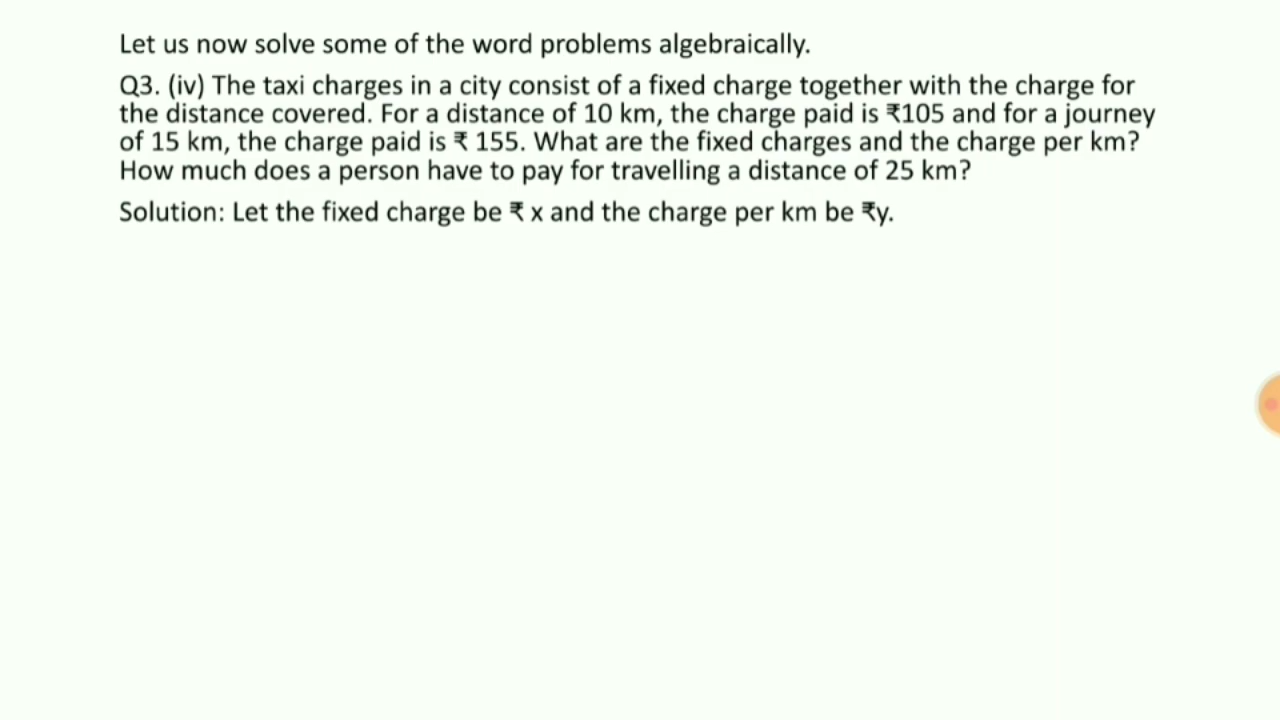 Let us now solve some of the word problems algebraically.
Q3. (iv) The taxi charges in a city consist of a fixed charge together with the charge for
the distance covered. For a distance of 10 km, the charge paid is ₹105 and for a journey
of 15 km, the charge paid is ₹ 155. What are the fixed charges and the charge per km?
How much does a person have to pay for travelling a distance of 25 km?
Solution: Let the fixed charge be ₹ x and the charge per km be ₹y.